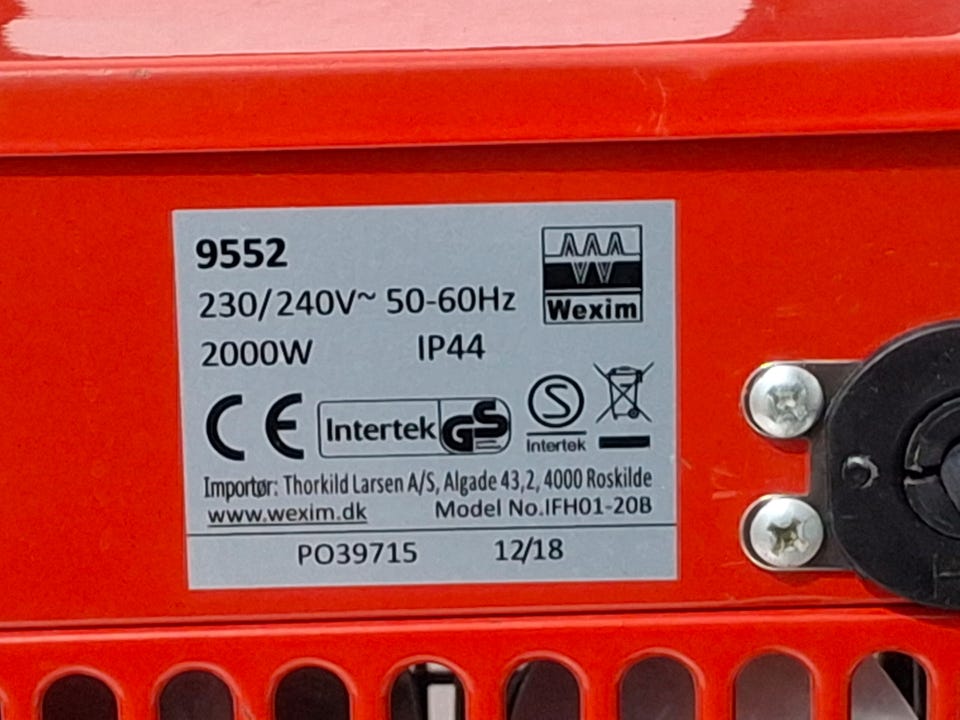 9552
230/240V~ 50-60Hz
Wexim
2000W IP44
CE Intertek GS S
Intertek
Importør: Thorkild Larsen A/S, Algade 43,2, 4000 Roskilde
www.wexim.dk Model No.IFH01-20B
PO39715 12/18